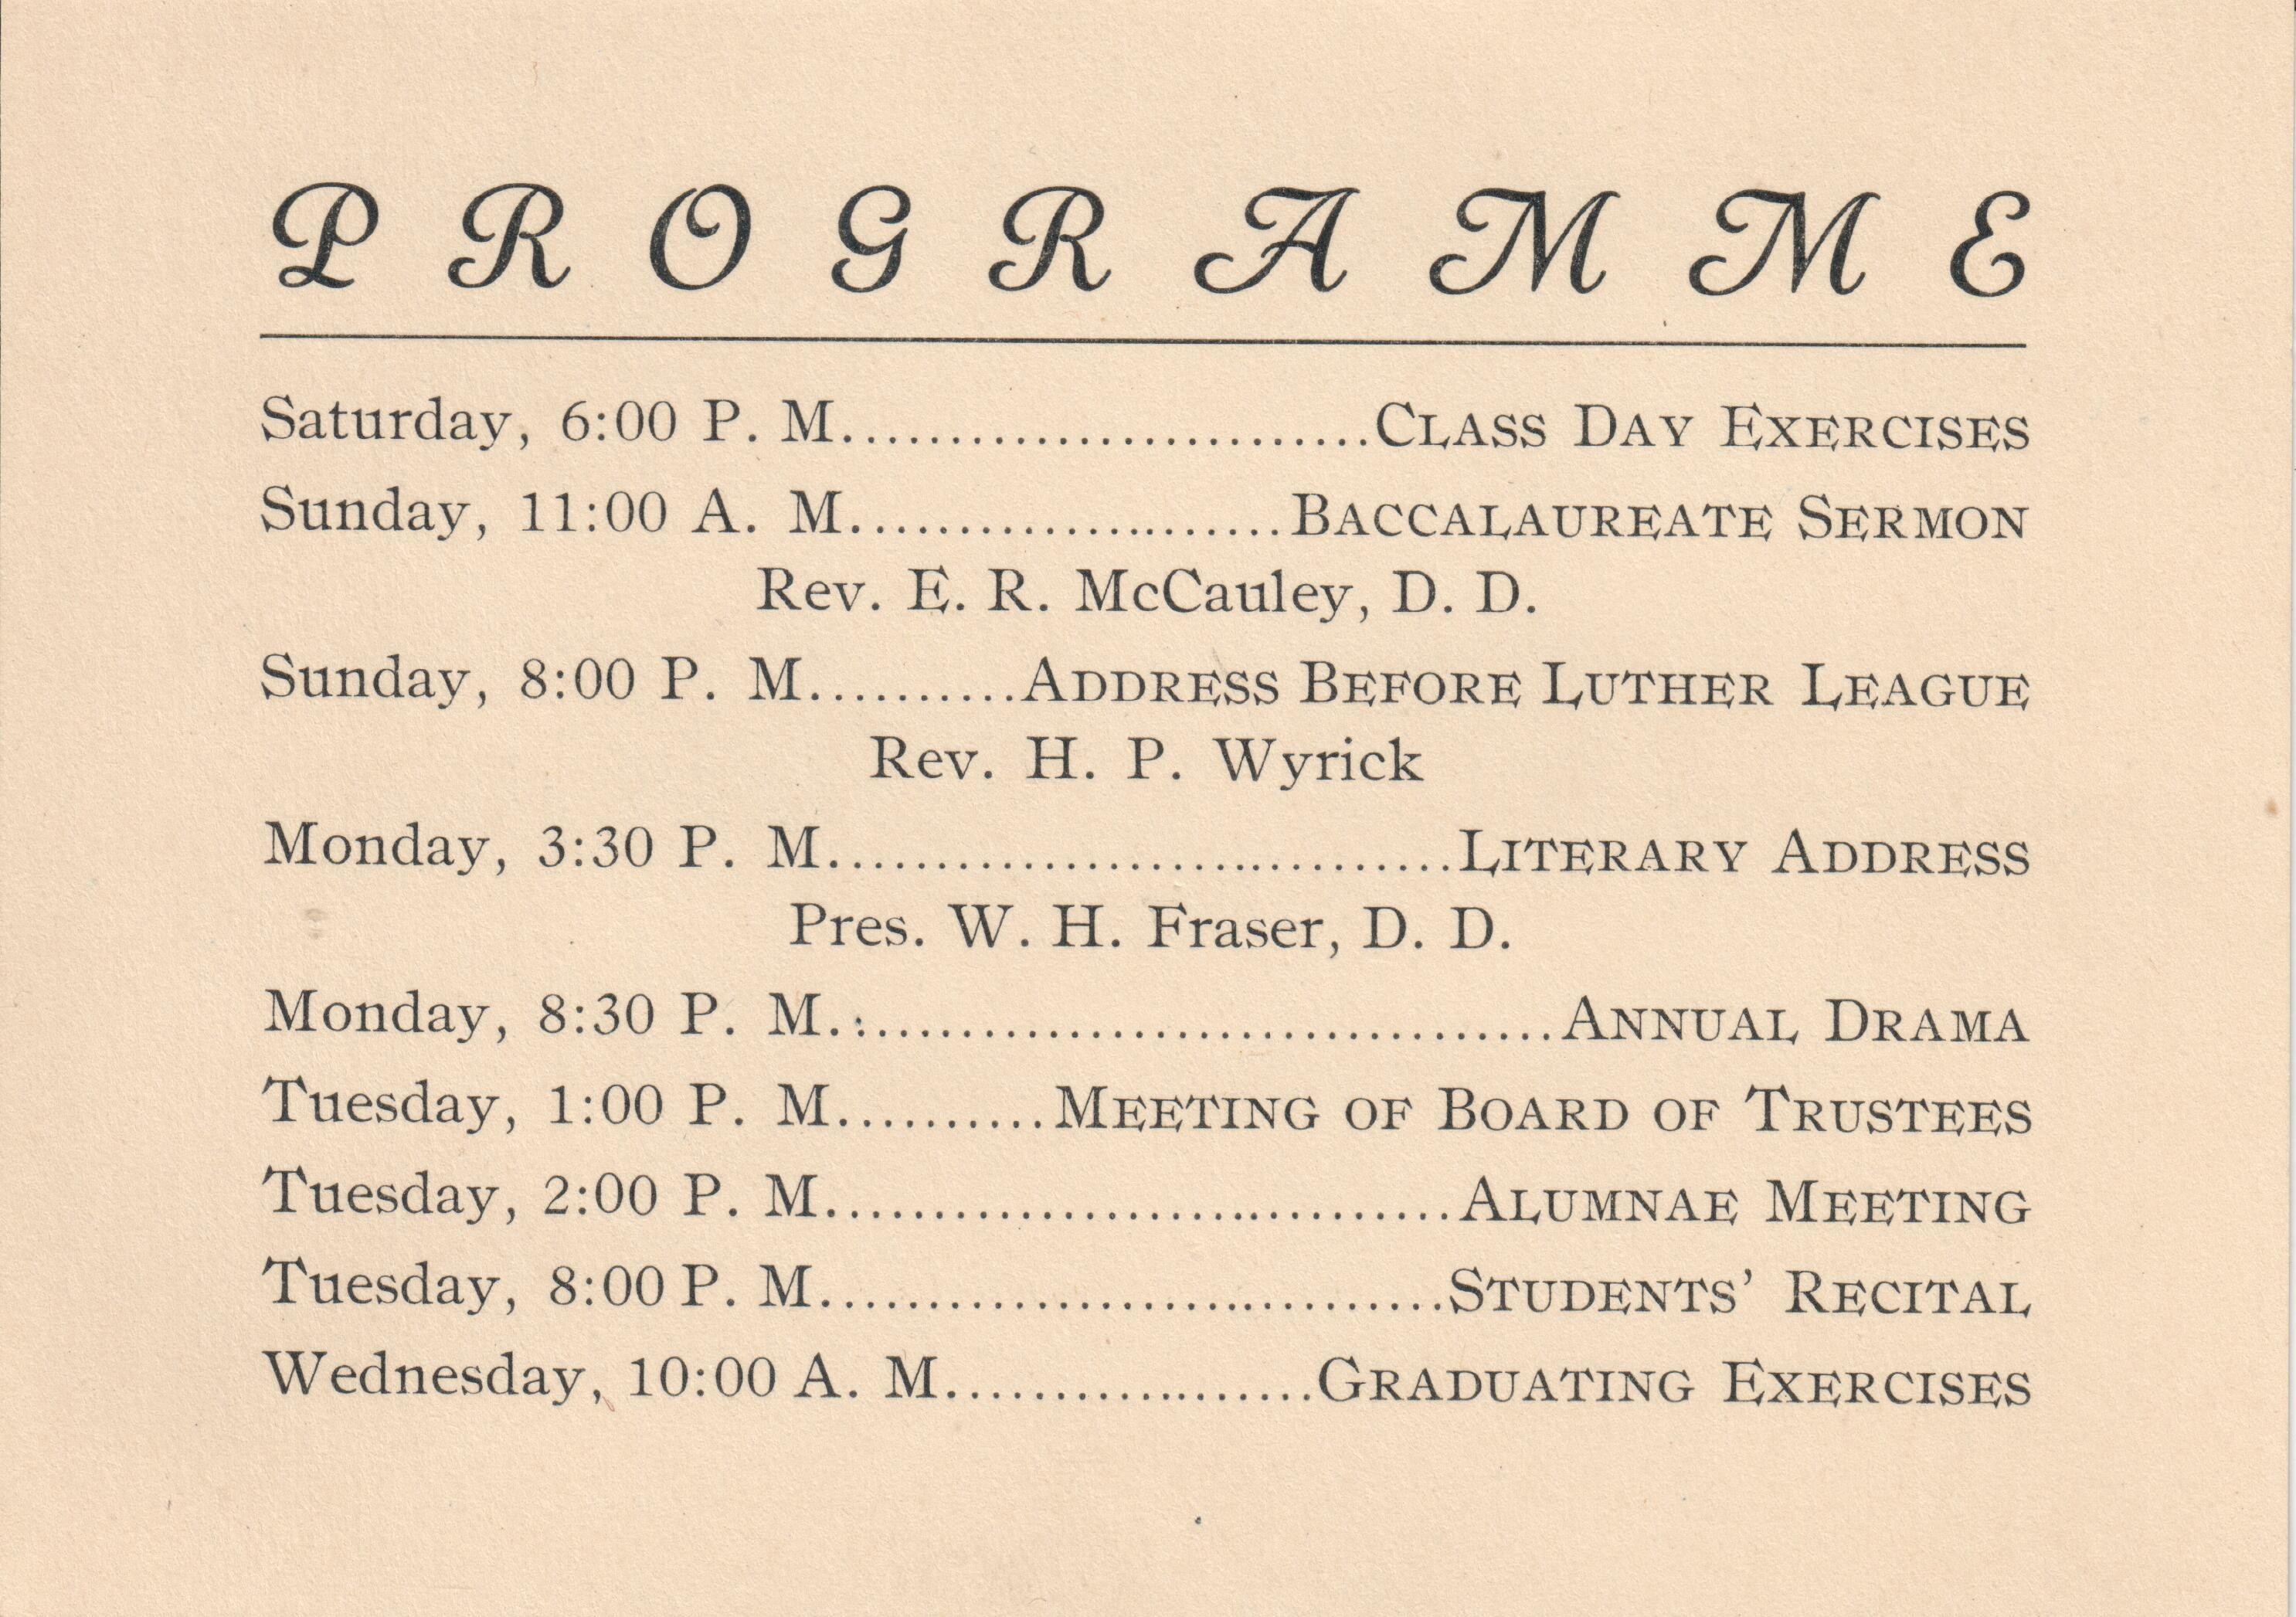 PROGRAMME
Saturday, 6:00 P. M..........................CLASS DAY EXERCISES
Sunday, 11:00 A. M......................BACCALAUREATE SERMON
Rev. E. R. McCauley, D. D.
Sunday, 8:00 P. M..........ADDRESS BEFORE LUTHER LEAGUE
Rev. H. P. Wyrick
Monday, 3:30 P. M..............................LITERARY ADDRESS
Pres. W. H. Fraser, D. D.
Monday, 8:30 P. M...................................ANNUAL DRAMA
Tuesday, 1:00 P. M..........MEETING OF BOARD OF TRUSTEES
Tuesday, 2:00 P. M..............................ALUMNAE MEETING
Tuesday, 8:00 P. M..............................STUDENTS’ RECITAL
Wednesday, 10:00 A. M..................GRADUATING EXERCISES